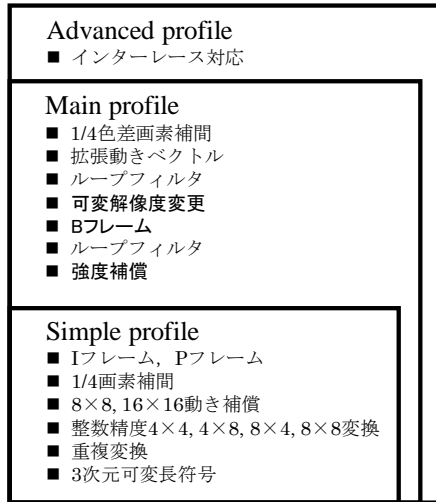 Advanced profile
■ インターレース対応
Main profile
■ 1/4色差画素補間
■ 拡張動きベクトル
■ ループフィルタ
■ 可変解像度変更
■ Bフレーム
■ ループフィルタ
■ 強度補償
Simple profile
■ Iフレーム，Pフレーム
■ 1/4画素補間
■ 8×8, 16×16動き補償
■ 整数精度4×4, 4×8, 8×4, 8×8変換
■ 重複変換
■ 3次元可変長符号